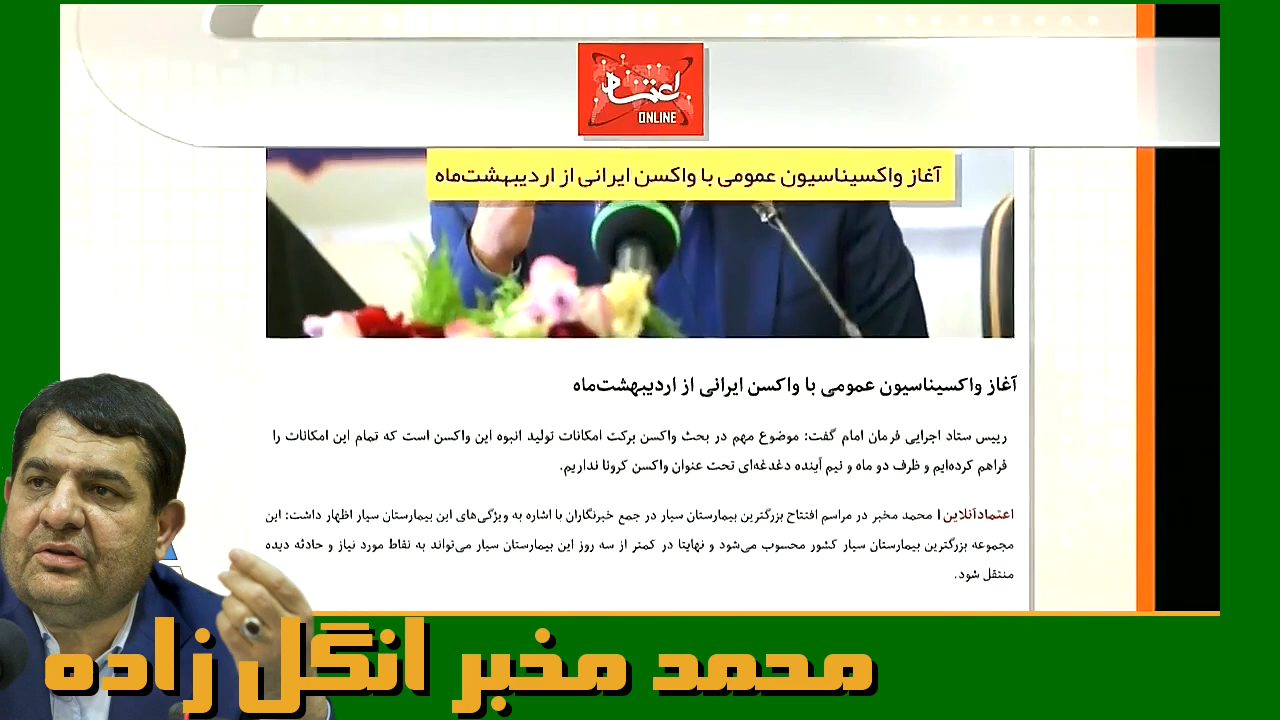 اعتماد
ONLINE
آغاز واکسیناسیون عمومی با واکسن ایرانی از اردیبهشت‌ماه
آغاز واکسیناسیون عمومی با واکسن ایرانی از اردیبهشت‌ماه
رییس ستاد اجرایی فرمان امام گفت: موضوع مهم در بحث واکسن برکت امکانات تولید انبوه این واکسن است که تمام این امکانات را
فراهم کرده‌ایم و ظرف دو ماه و نیم آینده دغدغه‌ای تحت عنوان واکسن کرونا نداریم.
اعتمادآنلاین| محمد مخبر در مراسم افتتاح بزرگترین بیمارستان سیار در جمع خبرنگاران با اشاره به ویژگی‌های این بیمارستان سیار اظهار داشت: این
مجموعه بزرگترین بیمارستان سیار کشور محسوب می‌شود و نهایتا در کمتر از سه روز این بیمارستان سیار می‌تواند به نقاط مورد نیاز و حادثه دیده
منتقل شود.
محمد مخبر انگل زاده